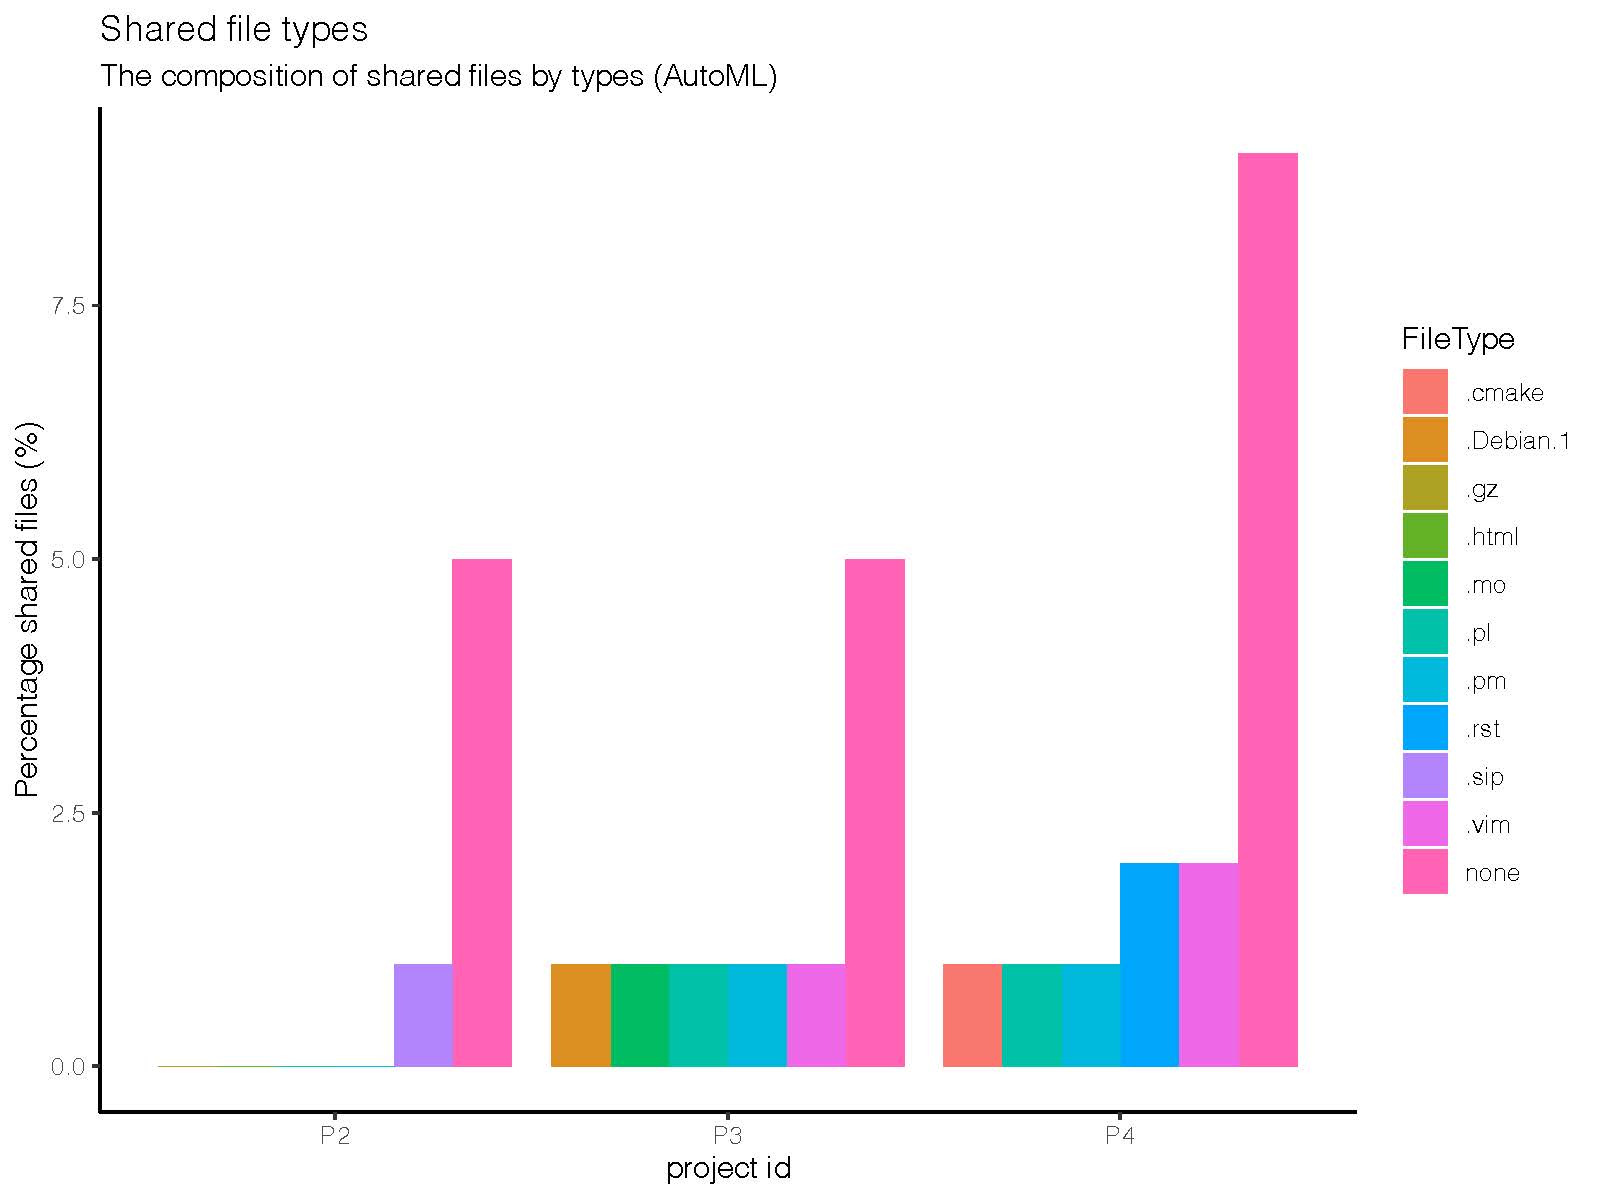 Shared file types
The composition of shared files by types (AutoML)
Percentage shared files (%)
7.5
5.0
2.5
0.0
P2
P3
P4
project id
FileType
.cmake
.Debian.1
.gz
.html
.mo
.pl
.pm
.rst
.sip
.vim
none